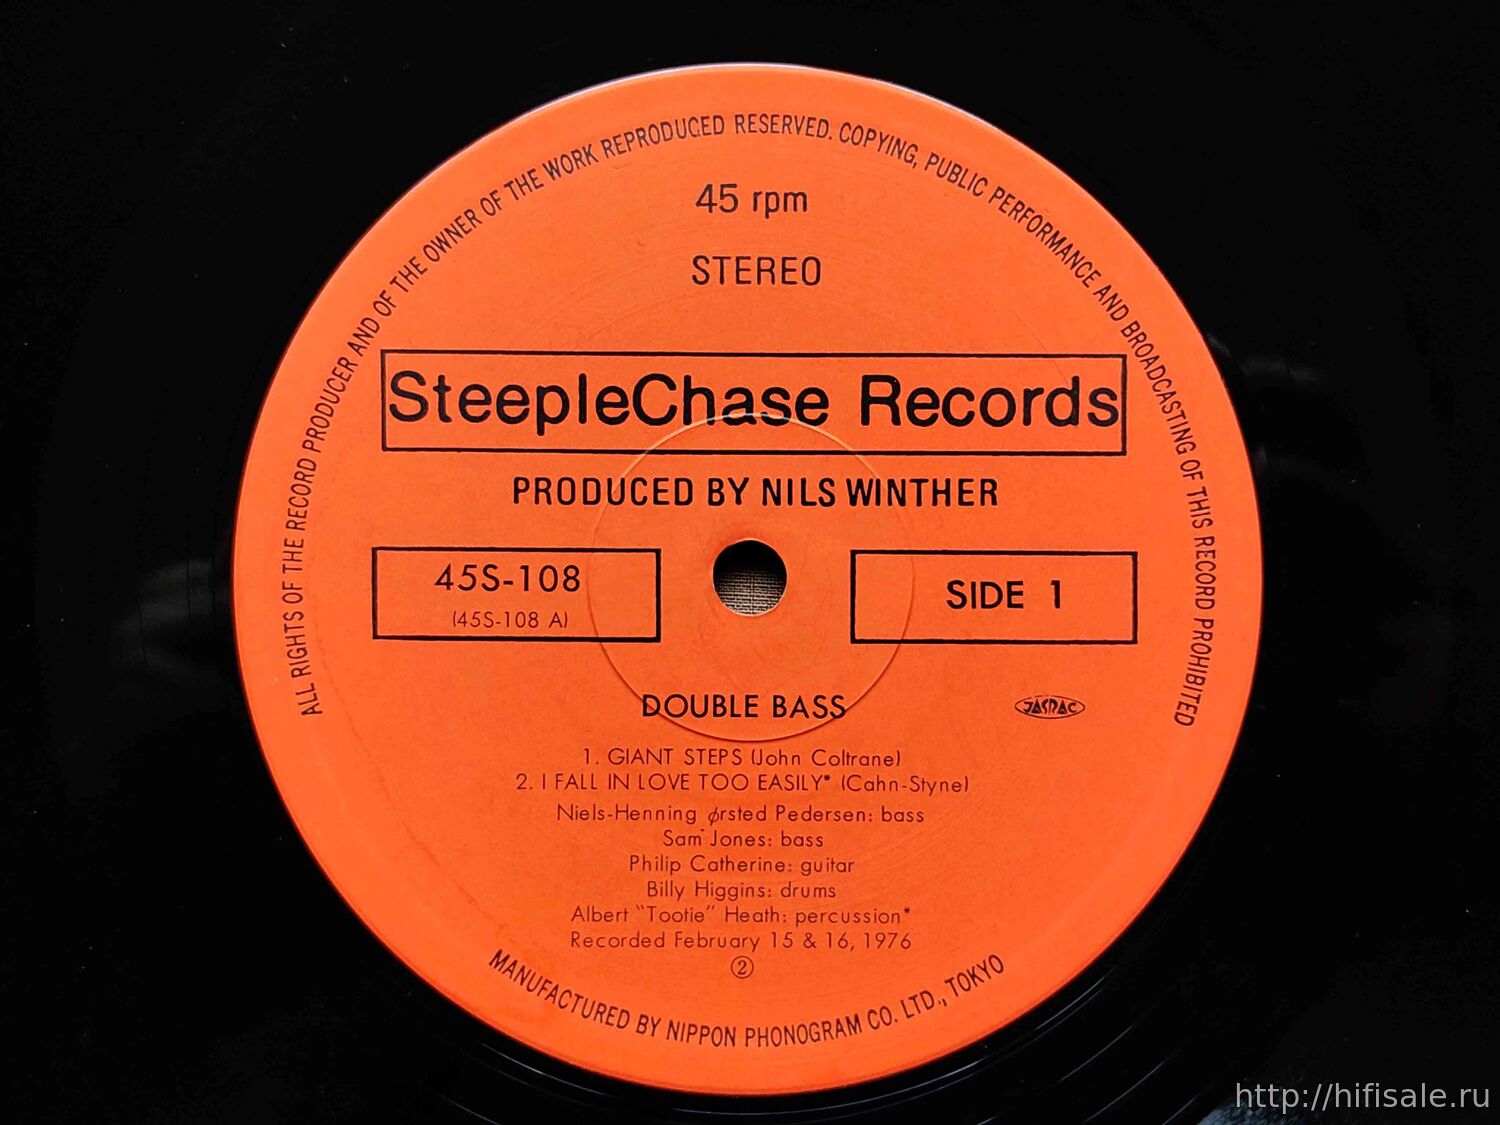 ALL RIGHTS OF THE RECORD PRODUCER AND OF THE OWNER OF THE WORK REPRODUCED RESERVED. COPYING, PUBLIC PERFORMANCE AND BROADCASTING OF THIS RECORD PROHIBITED
45 rpm
STEREO
SteepleChase Records
PRODUCED BY NILS WINTHER
45S-108
(45S-108 A)
SIDE 1
DOUBLE BASS
JASRAC
1. GIANT STEPS (John Coltrane)
2. I FALL IN LOVE TOO EASILY* (Cahn-Styne)
Niels-Henning ørsted Pedersen: bass
Sam Jones: bass
Philip Catherine: guitar
Billy Higgins: drums
Albert "Tootie" Heath: percussion*
Recorded February 15 & 16, 1976
②
MANUFACTURED BY NIPPON PHONOGRAM CO. LTD., TOKYO
http://hifisale.ru